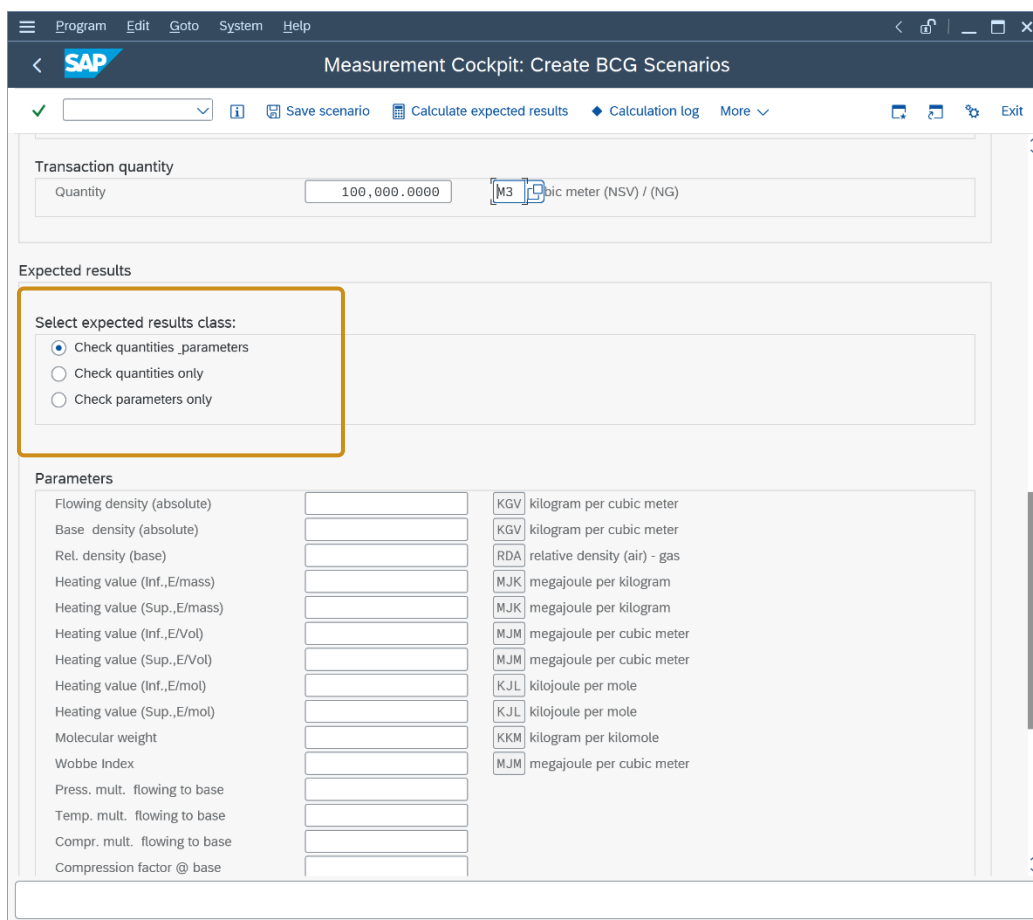 Program Edit Goto System Help
SAP Measurement Cockpit: Create BCG Scenarios
Save scenario Calculate expected results Calculation log More Exit
Transaction quantity
Quantity 100,000.0000 M3 bic meter (NSV) / (NG)
Expected results
Select expected results class:
Check quantities _parameters
Check quantities only
Check parameters only
Parameters
Flowing density (absolute) KGV kilogram per cubic meter
Base density (absolute) KGV kilogram per cubic meter
Rel. density (base) RDA relative density (air) - gas
Heating value (Inf.,E/mass) MJK megajoule per kilogram
Heating value (Sup.,E/mass) MJK megajoule per kilogram
Heating value (Inf.,E/Vol) MJM megajoule per cubic meter
Heating value (Sup.,E/Vol) MJM megajoule per cubic meter
Heating value (Inf.,E/mol) KJL kilojoule per mole
Heating value (Sup.,E/mol) KJL kilojoule per mole
Molecular weight KKM kilogram per kilomole
Wobbe Index MJM megajoule per cubic meter
Press. mult. flowing to base
Temp. mult. flowing to base
Compr. mult. flowing to base
Compression factor @ base